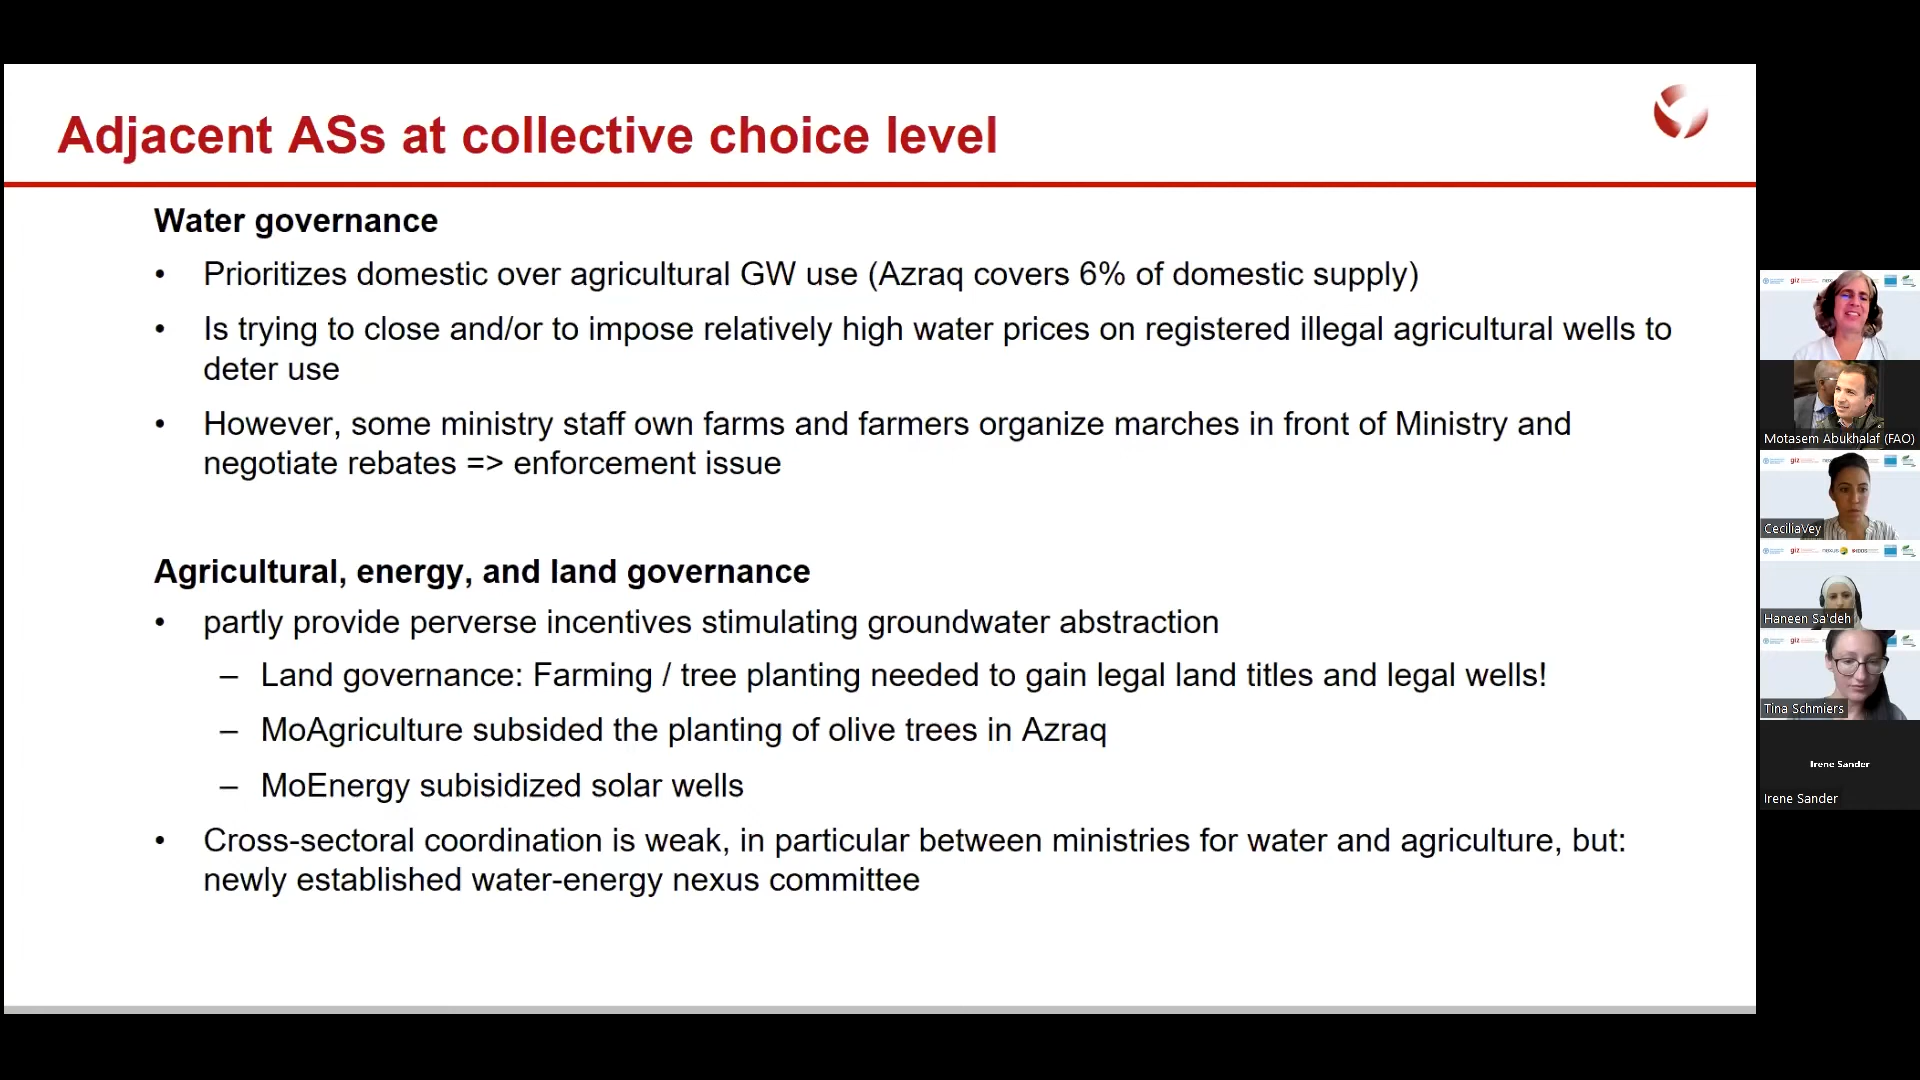 Adjacent ASs at collective choice level
Water governance
• Prioritizes domestic over agricultural GW use (Azraq covers 6% of domestic supply)
• Is trying to close and/or to impose relatively high water prices on registered illegal agricultural wells to
deter use
• However, some ministry staff own farms and farmers organize marches in front of Ministry and
negotiate rebates => enforcement issue
Agricultural, energy, and land governance
• partly provide perverse incentives stimulating groundwater abstraction
– Land governance: Farming / tree planting needed to gain legal land titles and legal wells!
– MoAgriculture subsided the planting of olive trees in Azraq
– MoEnergy subisidized solar wells
• Cross-sectoral coordination is weak, in particular between ministries for water and agriculture, but:
newly established water-energy nexus committee
giz
Motasem Abukhalaf (FAO)
giz
CeciliaVey
giz nexus IDOS
Haneen Sa'deh
giz
Tina Schmiers
Irene Sander
Irene Sander